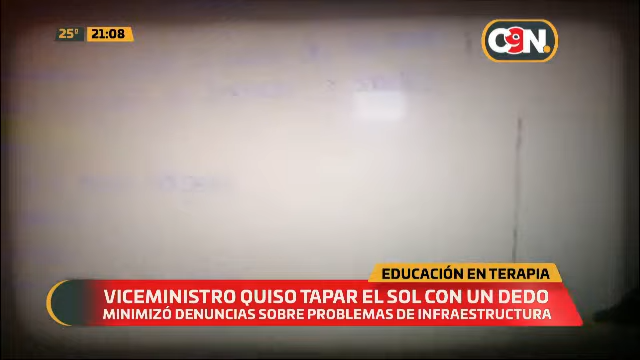 25° 21:08
C9N.
EDUCACIÓN EN TERAPIA
VICEMINISTRO QUISO TAPAR EL SOL CON UN DEDO
MINIMIZÓ DENUNCIAS SOBRE PROBLEMAS DE INFRAESTRUCTURA